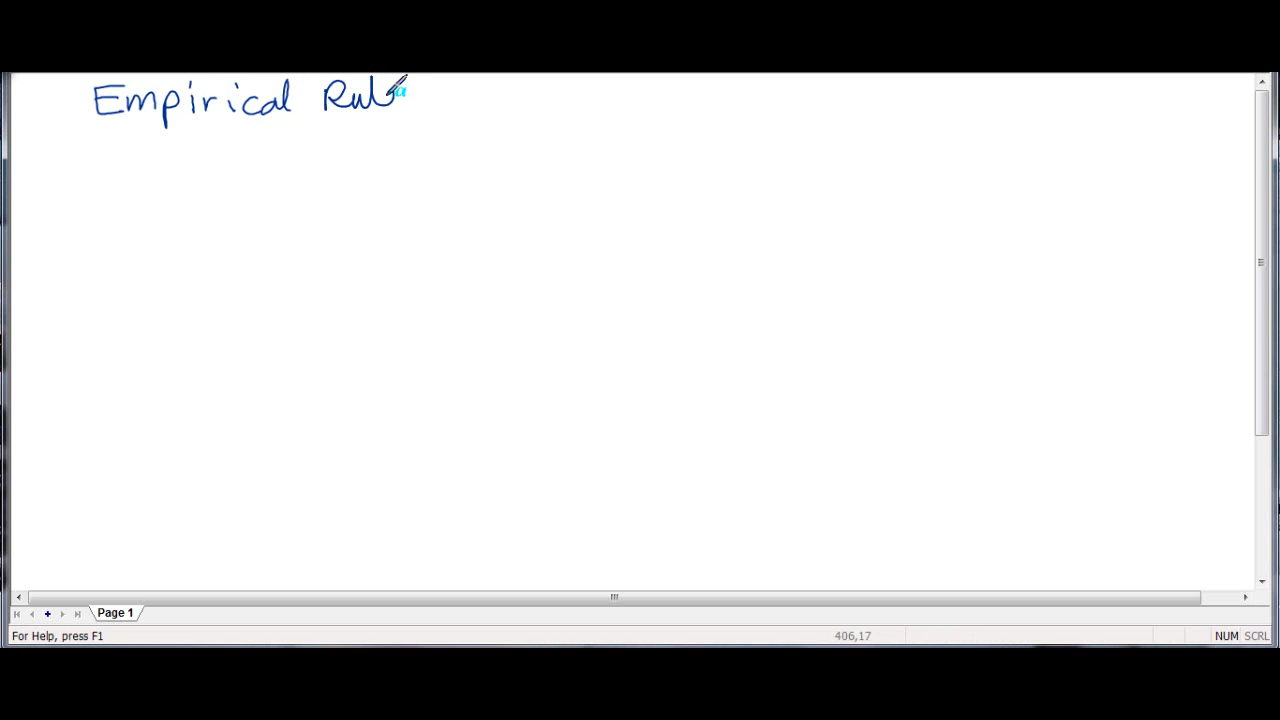 Empirical Rul
Page 1
For Help, press F1
406,17
NUM
SCRL